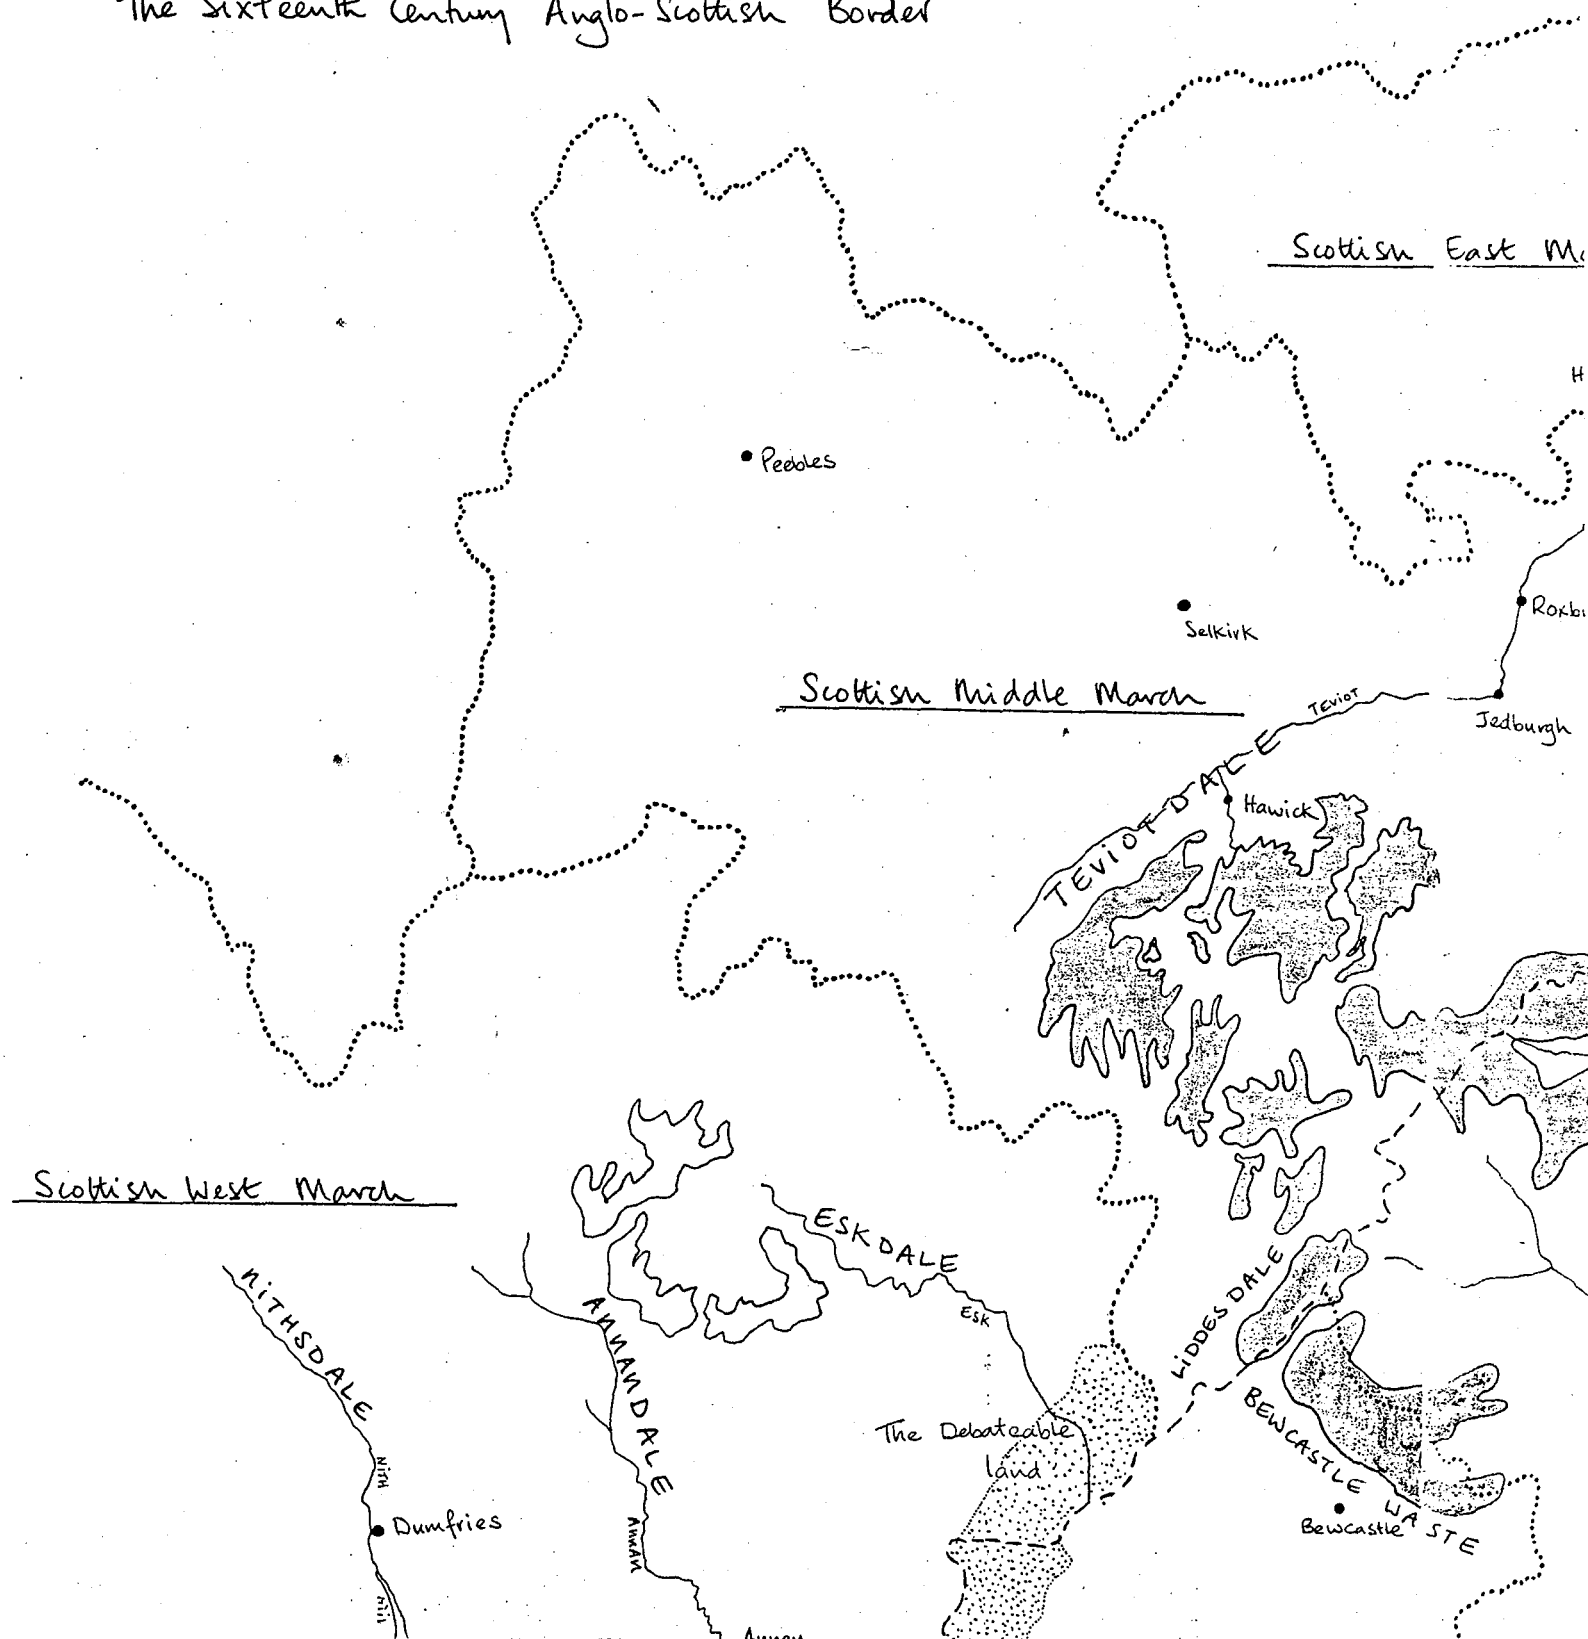 The Sixteenth Century Anglo-Scottish Border
Scottish East
H
Peebles
Selkirk
Scottish Middle March
TEVIOT
Jedburgh
TEVIOTDALE
Hawick
Scottish West March
ESKDALE
ESK
NITHSDALE
NITH
ANNANDALE
ANNAN
LIDDESDALE
The Debateable
land
BEWCASTLE WASTE
Bewcastle
Dumfries